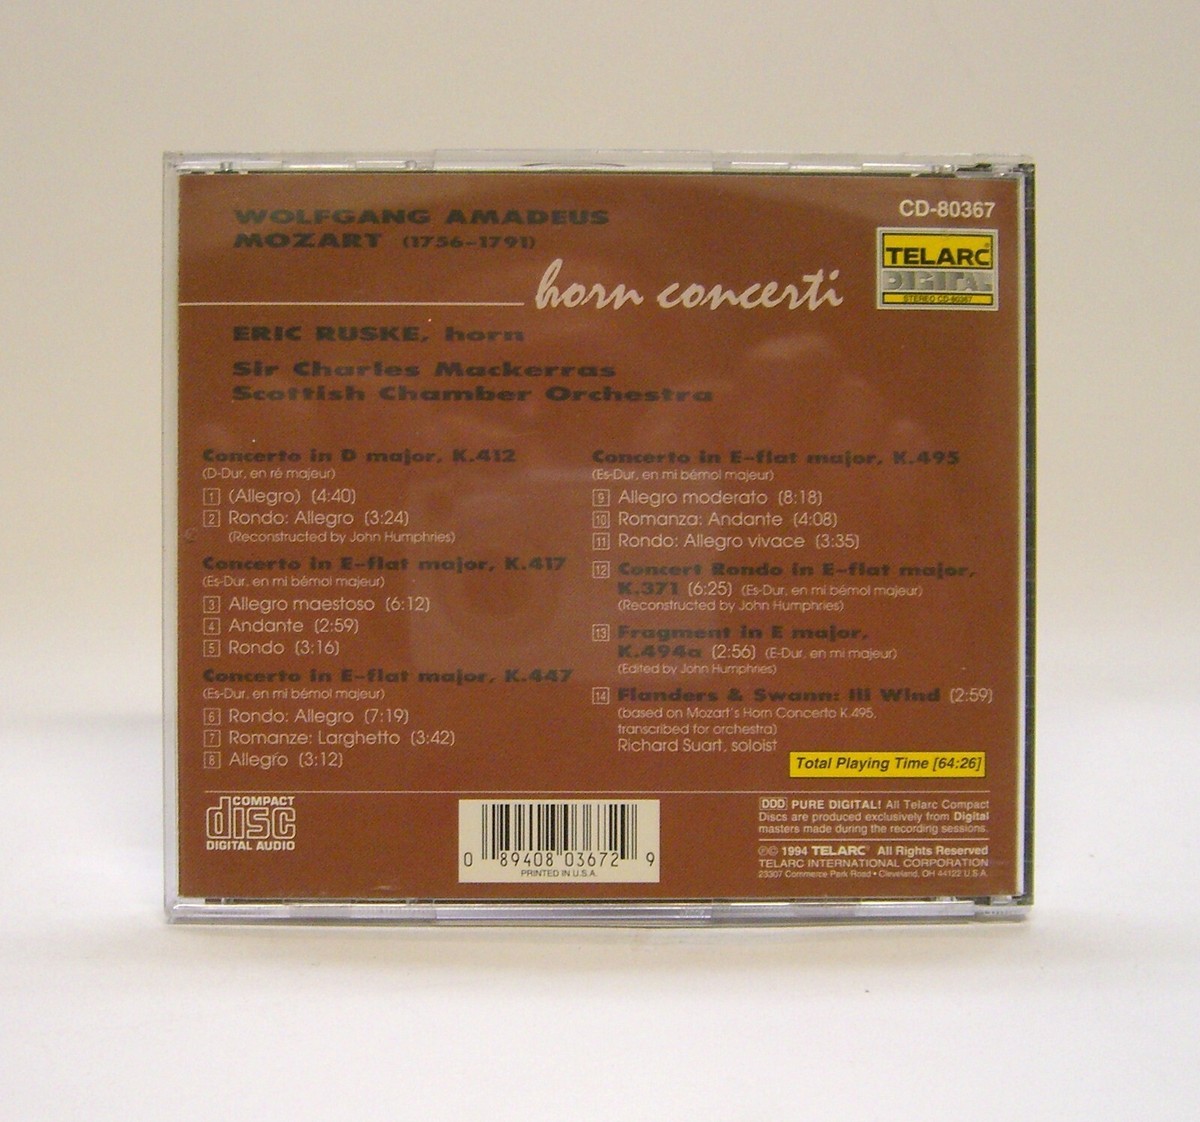 WOLFGANG AMADEUS
MOZART (1756-1791)
horn concerti
CD-80367
TELARC®
DIGITAL
STEREO CD-80367
ERIC RUSKE, horn
Sir Charles Mackerras
Scottish Chamber Orchestra
Concerto in D major, K.412
(D-Dur, en ré majeur)
1 (Allegro) (4:40)
2 Rondo: Allegro (3:24)
(Reconstructed by John Humphries)
Concerto in E-flat major, K.417
(Es-Dur, en mi bémol majeur)
3 Allegro maestoso (6:12)
4 Andante (2:59)
5 Rondo (3:16)
Concerto in E-flat major, K.447
(Es-Dur, en mi bémol majeur)
6 Rondo: Allegro (7:19)
7 Romanze: Larghetto (3:42)
8 Allegro (3:12)
Concerto in E-flat major, K.495
(Es-Dur, en mi bémol majeur)
9 Allegro moderato (8:18)
10 Romanza: Andante (4:08)
11 Rondo: Allegro vivace (3:35)
12 Concert Rondo in E-flat major,
K.371 (6:25) (Es-Dur, en mi bémol majeur)
(Reconstructed by John Humphries)
13 Fragment in E major,
K.494a (2:56) (E-Dur, en mi majeur)
(Edited by John Humphries)
14 Flanders & Swann: Ill Wind (2:59)
(based on Mozart's Horn Concerto K.495,
transcribed for orchestra)
Richard Suart, soloist
Total Playing Time [64:26]
COMPACT
disc
DIGITAL AUDIO
0 89408 03672 9
PRINTED IN U.S.A.
DDD PURE DIGITAL! All Telarc Compact
Discs are produced exclusively from Digital
masters made during the recording sessions.
℗© 1994 TELARC® All Rights Reserved
TELARC INTERNATIONAL CORPORATION
23307 Commerce Park Road • Cleveland, OH 44122 U.S.A.